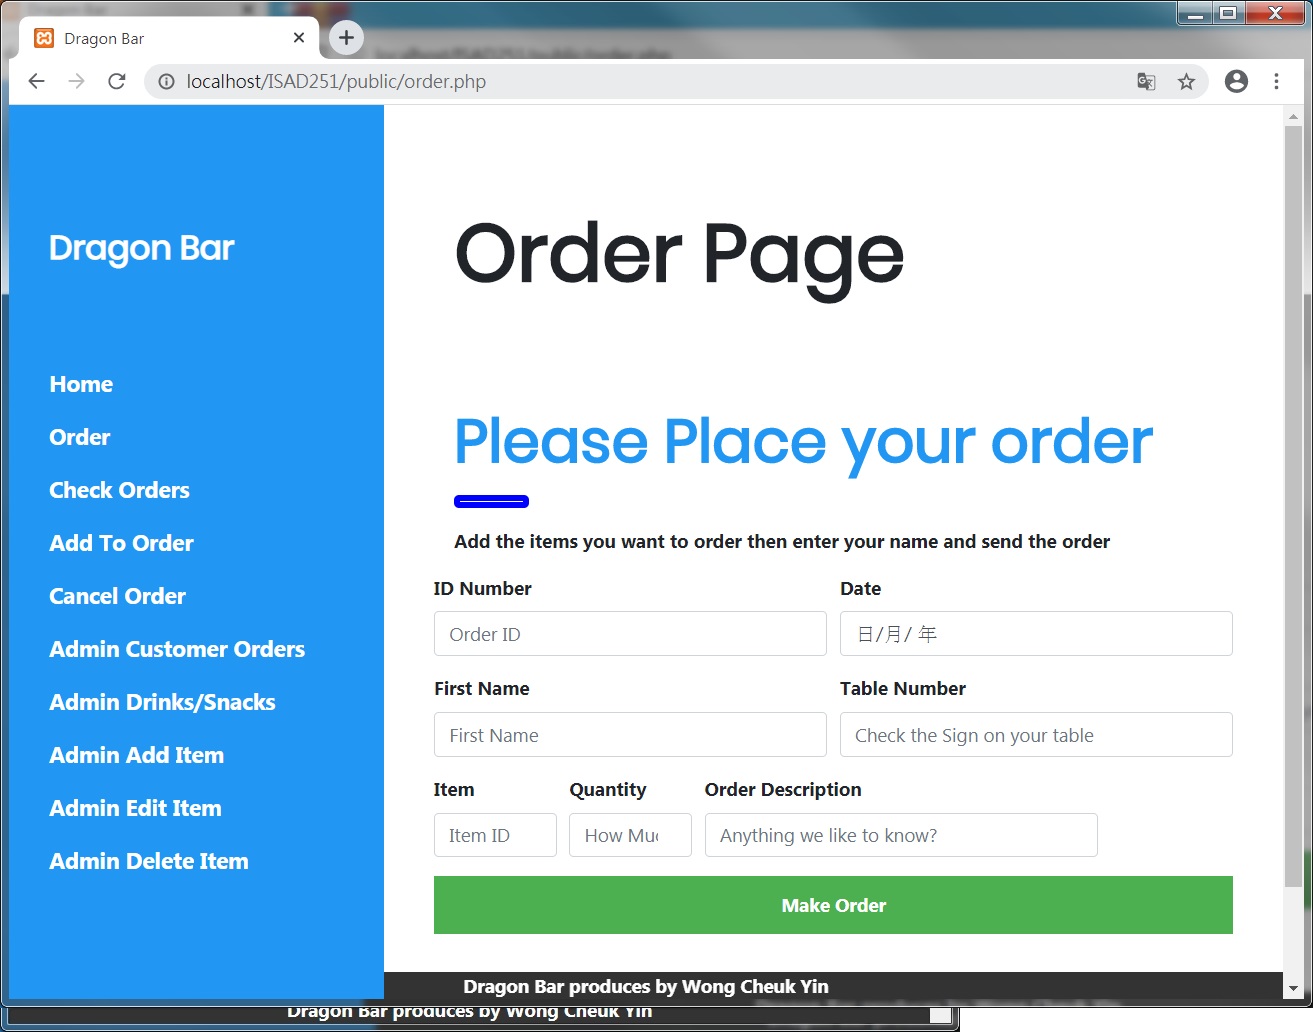 Dragon Bar
localhost/ISAD251/public/order.php
Dragon Bar
Home
Order
Check Orders
Add To Order
Cancel Order
Admin Customer Orders
Admin Drinks/Snacks
Admin Add Item
Admin Edit Item
Admin Delete Item
Order Page
Please Place your order
Add the items you want to order then enter your name and send the order
ID Number
Order ID
Date
日/月/ 年
First Name
First Name
Table Number
Check the Sign on your table
Item
Item ID
Quantity
How Muc
Order Description
Anything we like to know?
Make Order
Dragon Bar produces by Wong Cheuk Yin
Dragon Bar produces by Wong Cheuk Yin